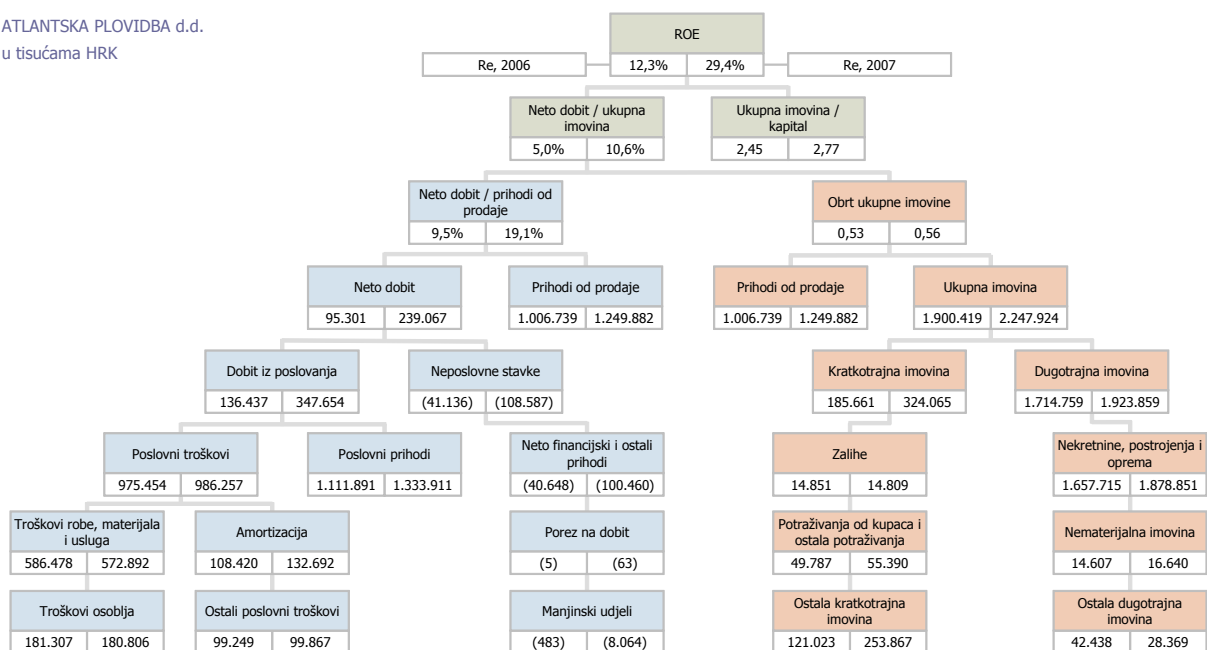 ATLANTSKA PLOVIDBA d.d.
u tisućama HRK
ROE
Re, 2006
12,3%
29,4%
Re, 2007
Neto dobit / ukupna
imovina
5,0%
10,6%
Ukupna imovina /
kapital
2,45
2,77
Neto dobit / prihodi od
prodaje
9,5%
19,1%
Obrt ukupne imovine
0,53
0,56
Neto dobit
95.301
239.067
Prihodi od prodaje
1.006.739
1.249.882
Prihodi od prodaje
1.006.739
1.249.882
Ukupna imovina
1.900.419
2.247.924
Dobit iz poslovanja
136.437
347.654
Neposlovne stavke
(41.136)
(108.587)
Kratkotrajna imovina
185.661
324.065
Dugotrajna imovina
1.714.759
1.923.859
Poslovni troškovi
975.454
986.257
Poslovni prihodi
1.111.891
1.333.911
Neto financijski i ostali
prihodi
(40.648)
(100.460)
Zalihe
14.851
14.809
Nekretnine, postrojenja i
oprema
1.657.715
1.878.851
Troškovi robe, materijala
i usluga
586.478
572.892
Amortizacija
108.420
132.692
Porez na dobit
(5)
(63)
Potraživanja od kupaca i
ostala potraživanja
49.787
55.390
Nematerijalna imovina
14.607
16.640
Troškovi osoblja
181.307
180.806
Ostali poslovni troškovi
99.249
99.867
Manjinski udjeli
(483)
(8.064)
Ostala kratkotrajna
imovina
121.023
253.867
Ostala dugotrajna
imovina
42.438
28.369